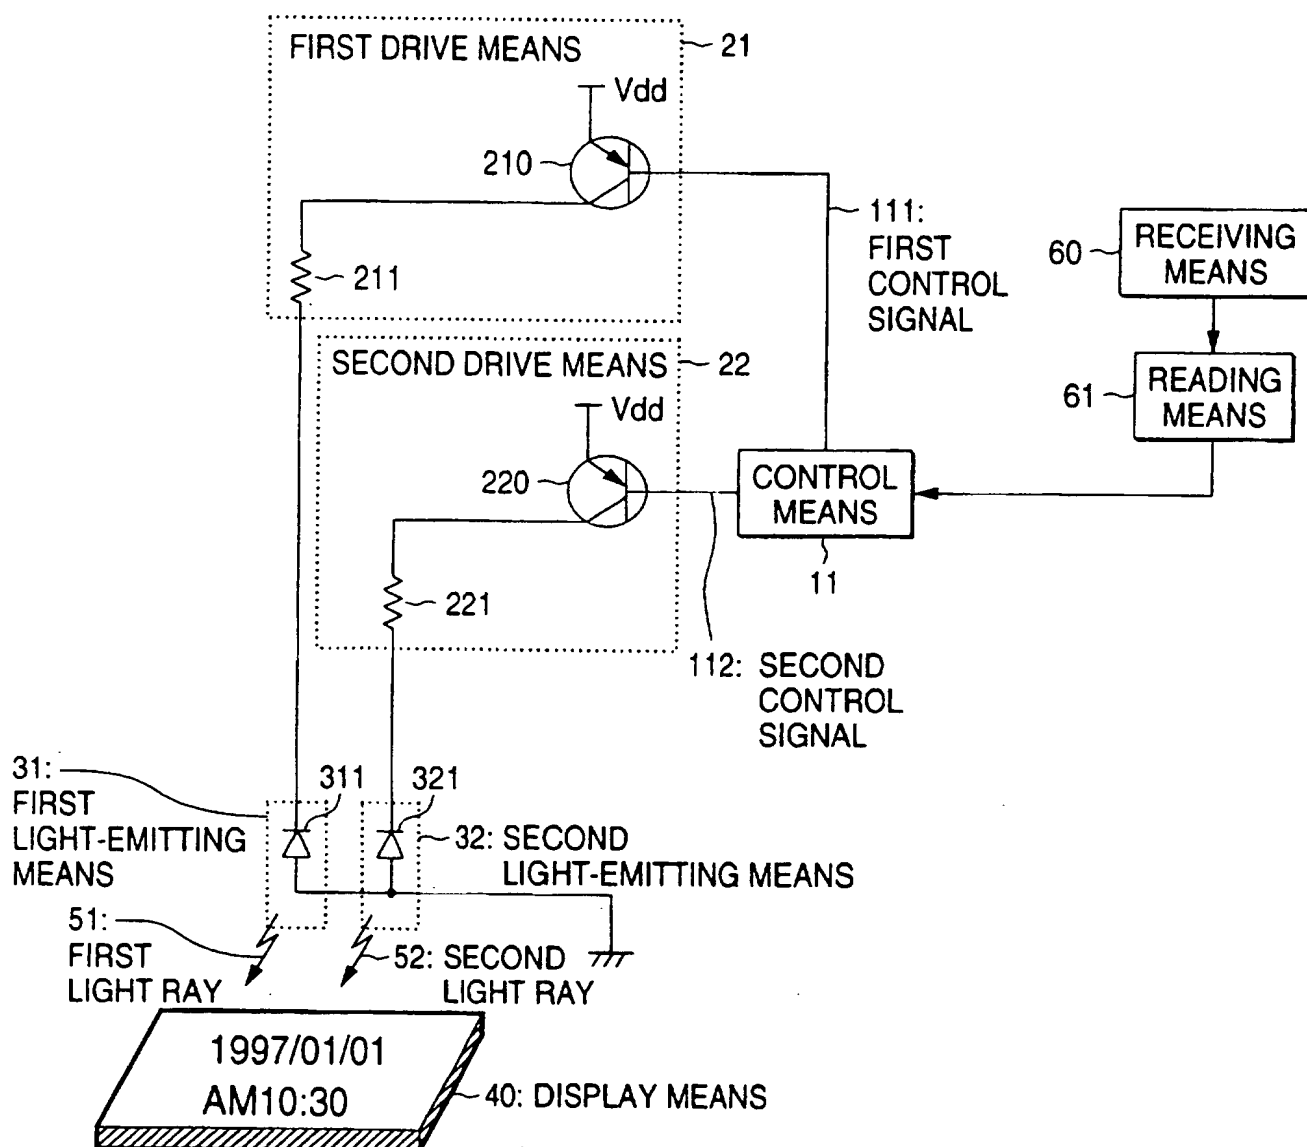 FIRST DRIVE MEANS
21
Vdd
210
211
111:
FIRST
CONTROL
SIGNAL
60
RECEIVING
MEANS
61
READING
MEANS
SECOND DRIVE MEANS
22
Vdd
220
221
CONTROL
MEANS
11
112: SECOND
CONTROL
SIGNAL
31:
FIRST
LIGHT-EMITTING
MEANS
311
321
32: SECOND
LIGHT-EMITTING MEANS
51:
FIRST
LIGHT RAY
52: SECOND
LIGHT RAY
1997/01/01
AM10:30
40: DISPLAY MEANS